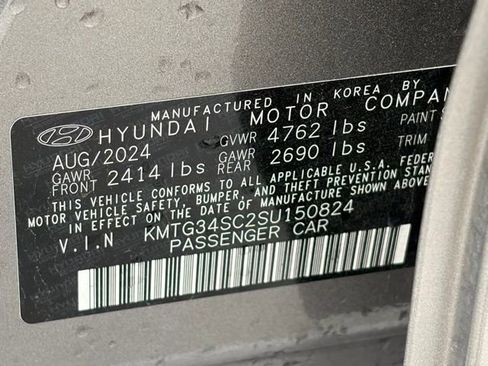 MANUFACTURED IN KOREA BY
HYUNDAI MOTOR COMPAN
AUG/2024 GVWR 4762 lbs PAINT
GAWR FRONT 2414 lbs GAWR REAR 2690 lbs TRIM
THIS VEHICLE CONFORMS TO ALL APPLICABLE U.S.A. FEDER
MOTOR VEHICLE SAFETY, BUMPER, AND THEFT PREVENTION STAN
IN EFFECT ON THE DATE OF MANUFACTURE SHOWN ABOVE.
V.I.N KMTG34SC2SU150824
PASSENGER CAR